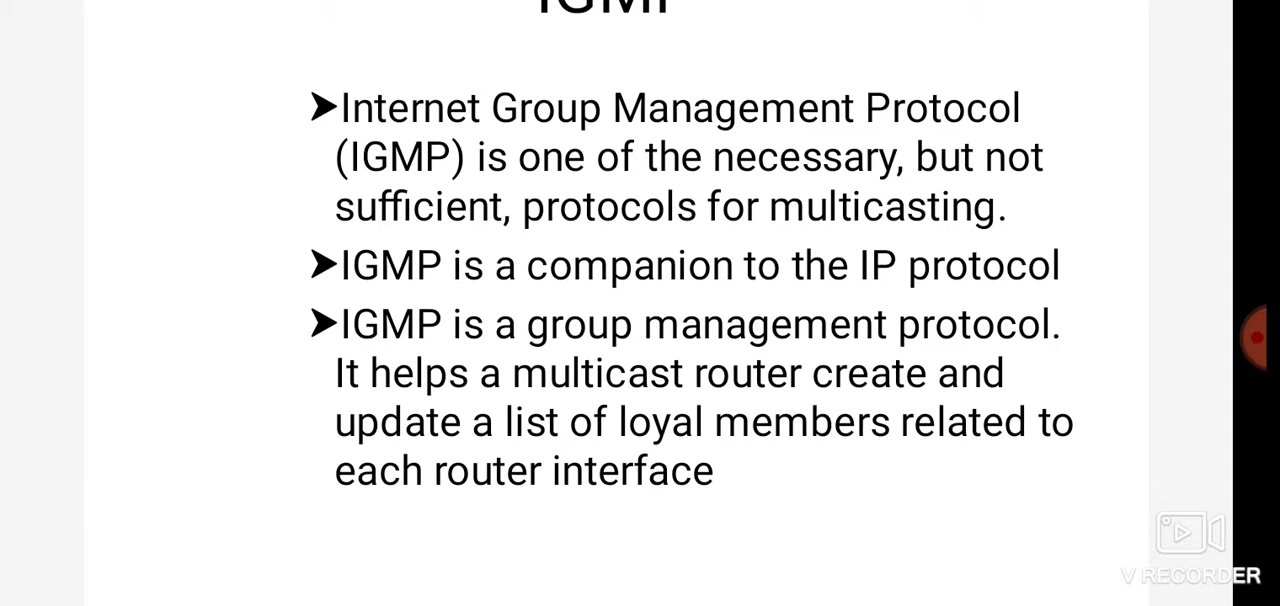 IGMP
➤Internet Group Management Protocol
(IGMP) is one of the necessary, but not
sufficient, protocols for multicasting.
➤IGMP is a companion to the IP protocol
➤IGMP is a group management protocol.
It helps a multicast router create and
update a list of loyal members related to
each router interface
V RECORDER